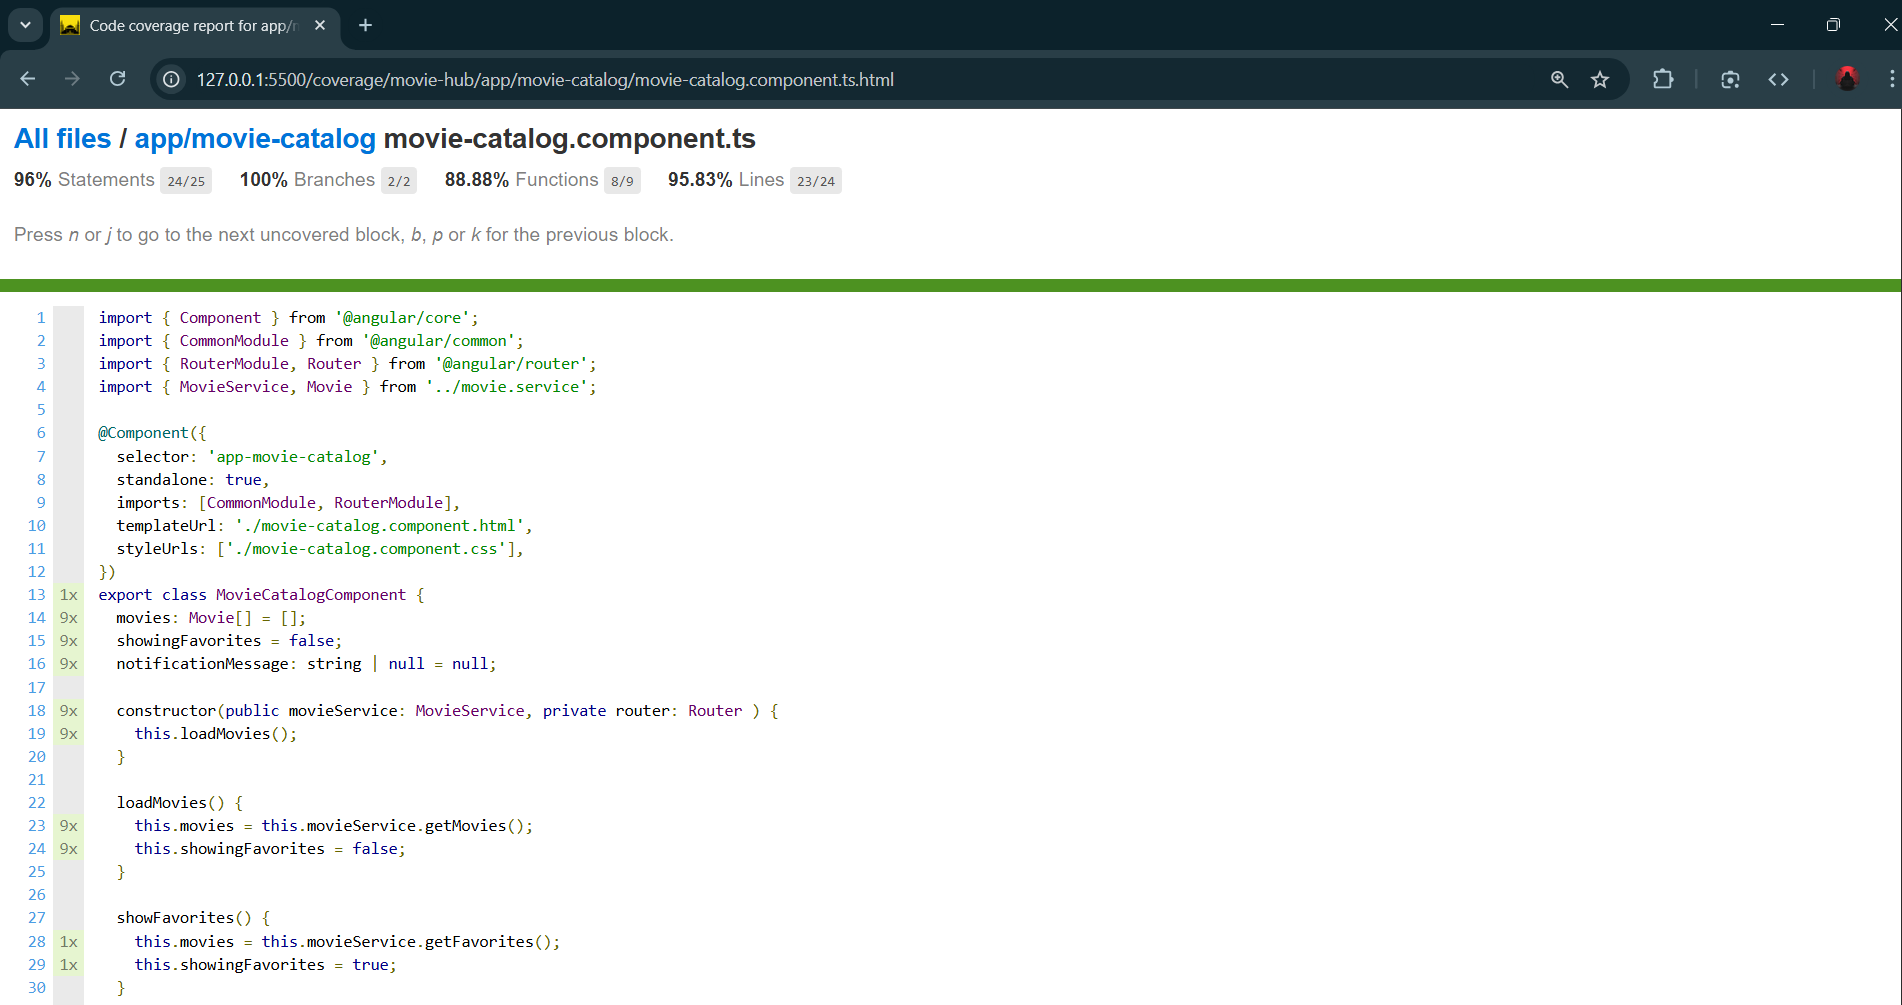 Code coverage report for app/
127.0.0.1:5500/coverage/movie-hub/app/movie-catalog/movie-catalog.component.ts.html
All files / app/movie-catalog movie-catalog.component.ts
96% Statements 24/25 100% Branches 2/2 88.88% Functions 8/9 95.83% Lines 23/24
Press n or j to go to the next uncovered block, b, p or k for the previous block.
1 import { Component } from '@angular/core';
2 import { CommonModule } from '@angular/common';
3 import { RouterModule, Router } from '@angular/router';
4 import { MovieService, Movie } from '../movie.service';
5
6 @Component({
7 selector: 'app-movie-catalog',
8 standalone: true,
9 imports: [CommonModule, RouterModule],
10 templateUrl: './movie-catalog.component.html',
11 styleUrls: ['./movie-catalog.component.css'],
12 })
13 1x export class MovieCatalogComponent {
14 9x movies: Movie[] = [];
15 9x showingFavorites = false;
16 9x notificationMessage: string | null = null;
17
18 9x constructor(public movieService: MovieService, private router: Router ) {
19 9x this.loadMovies();
20 }
21
22 loadMovies() {
23 9x this.movies = this.movieService.getMovies();
24 9x this.showingFavorites = false;
25 }
26
27 showFavorites() {
28 1x this.movies = this.movieService.getFavorites();
29 1x this.showingFavorites = true;
30 }